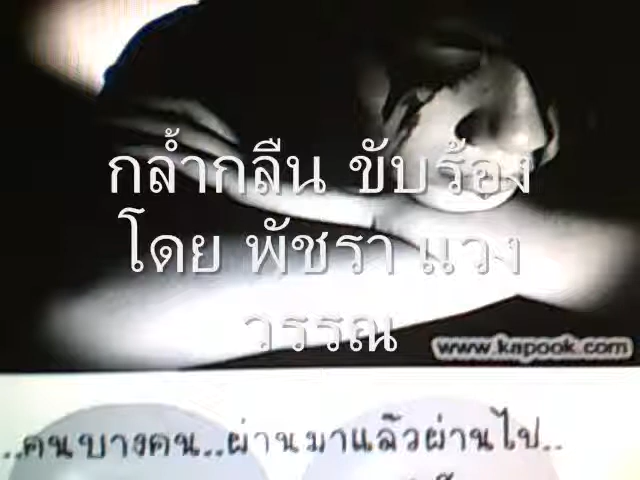 กล้ำกลืน ขับร้อง
โดย พัชรา แวง
วรรณ
www.kapook.com
..คนบางคน..ผ่านมาแล้วผ่านไป..